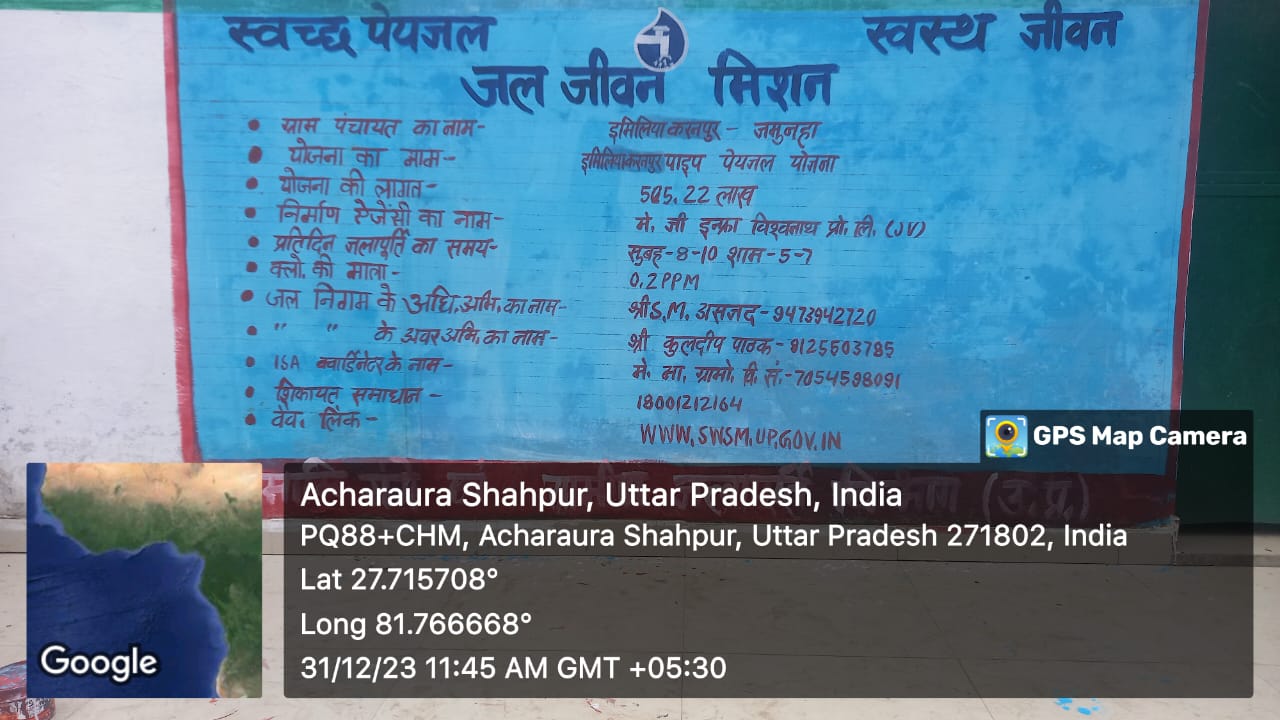 स्वच्छ पेयजल स्वस्थ जीवन
जल जीवन मिशन
• ग्राम पंचायत का नाम- इमिलिया करनपुर - जमुनहा
• योजना का नाम- इमिलियाकरनपुर पाइप पेयजल योजना
• योजना की लागत- 505.22 लाख
• निर्माण ऐजेंसी का नाम- मे. जी इन्फ्रा विश्वनाथ प्रो. ली. (JV)
• प्रतिदिन जलापूर्ति का समय- सुबह-8-10 शाम-5-7
• क्लो. की मात्रा- 0.2PPM
• जल निगम के अधि.अभि. का नाम- श्री S.M. असजद-9473942720
• " " के अवर अभि. का नाम- श्री कुलदीप पाठक-8125503785
• ISA क्वार्डिनेटर के नाम- मे. मा. ग्रामो. वि. सं.-7054598091
• शिकायत समाधान - 18001212164
• वेव. लिंक- WWW.SWSM.UP.GOV.IN
(उ.प्र.)
GPS Map Camera
Acharaura Shahpur, Uttar Pradesh, India
PQ88+CHM, Acharaura Shahpur, Uttar Pradesh 271802, India
Lat 27.715708°
Long 81.766668°
31/12/23 11:45 AM GMT +05:30
Google